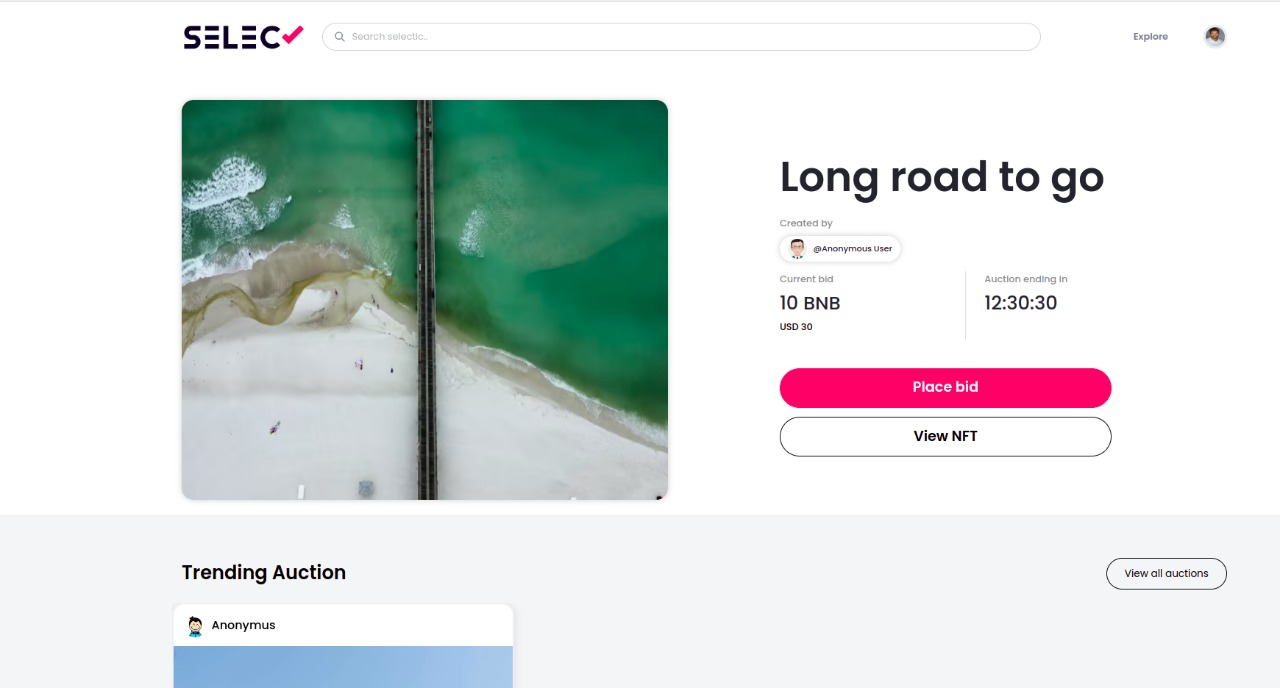 SELEC
Search selectic..
Explore
Long road to go
Created by
@Anonymous User
Current bid
10 BNB
USD 30
Auction ending in
12:30:30
Place bid
View NFT
Trending Auction
View all auctions
Anonymus